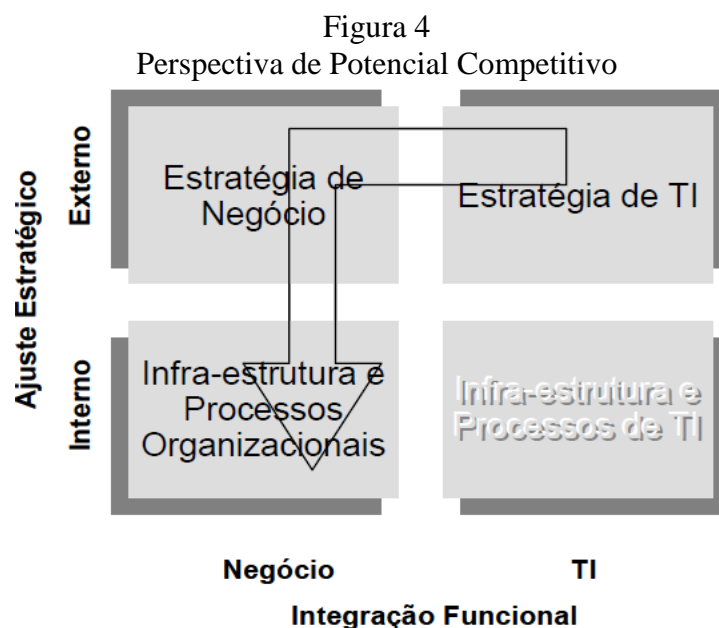 Figura 4
Perspectiva de Potencial Competitivo
Ajuste Estratégico
Externo
Estratégia de
Negócio
Estratégia de TI
Interno
Infra-estrutura e
Processos
Organizacionais
Infra-estrutura e
Processos de TI
Negócio
TI
Integração Funcional